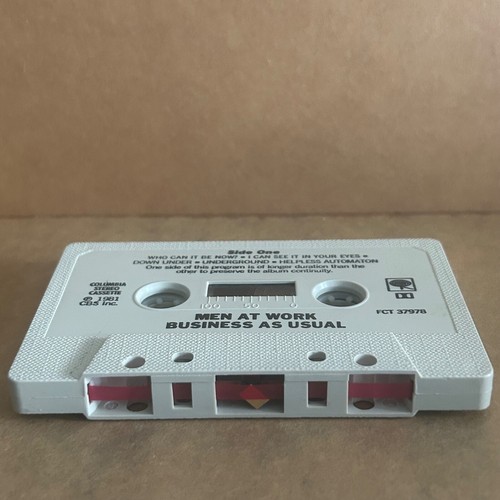 Side One
WHO CAN IT BE NOW? • I CAN SEE IT IN YOUR EYES •
DOWN UNDER • UNDERGROUND • HELPLESS AUTOMATON
One side of this program is of longer duration than the
other to preserve the album continuity.
COLUMBIA
STEREO
CASSETTE
℗ 1981
CBS Inc.
100 50 0
FCT 37978
MEN AT WORK
BUSINESS AS USUAL